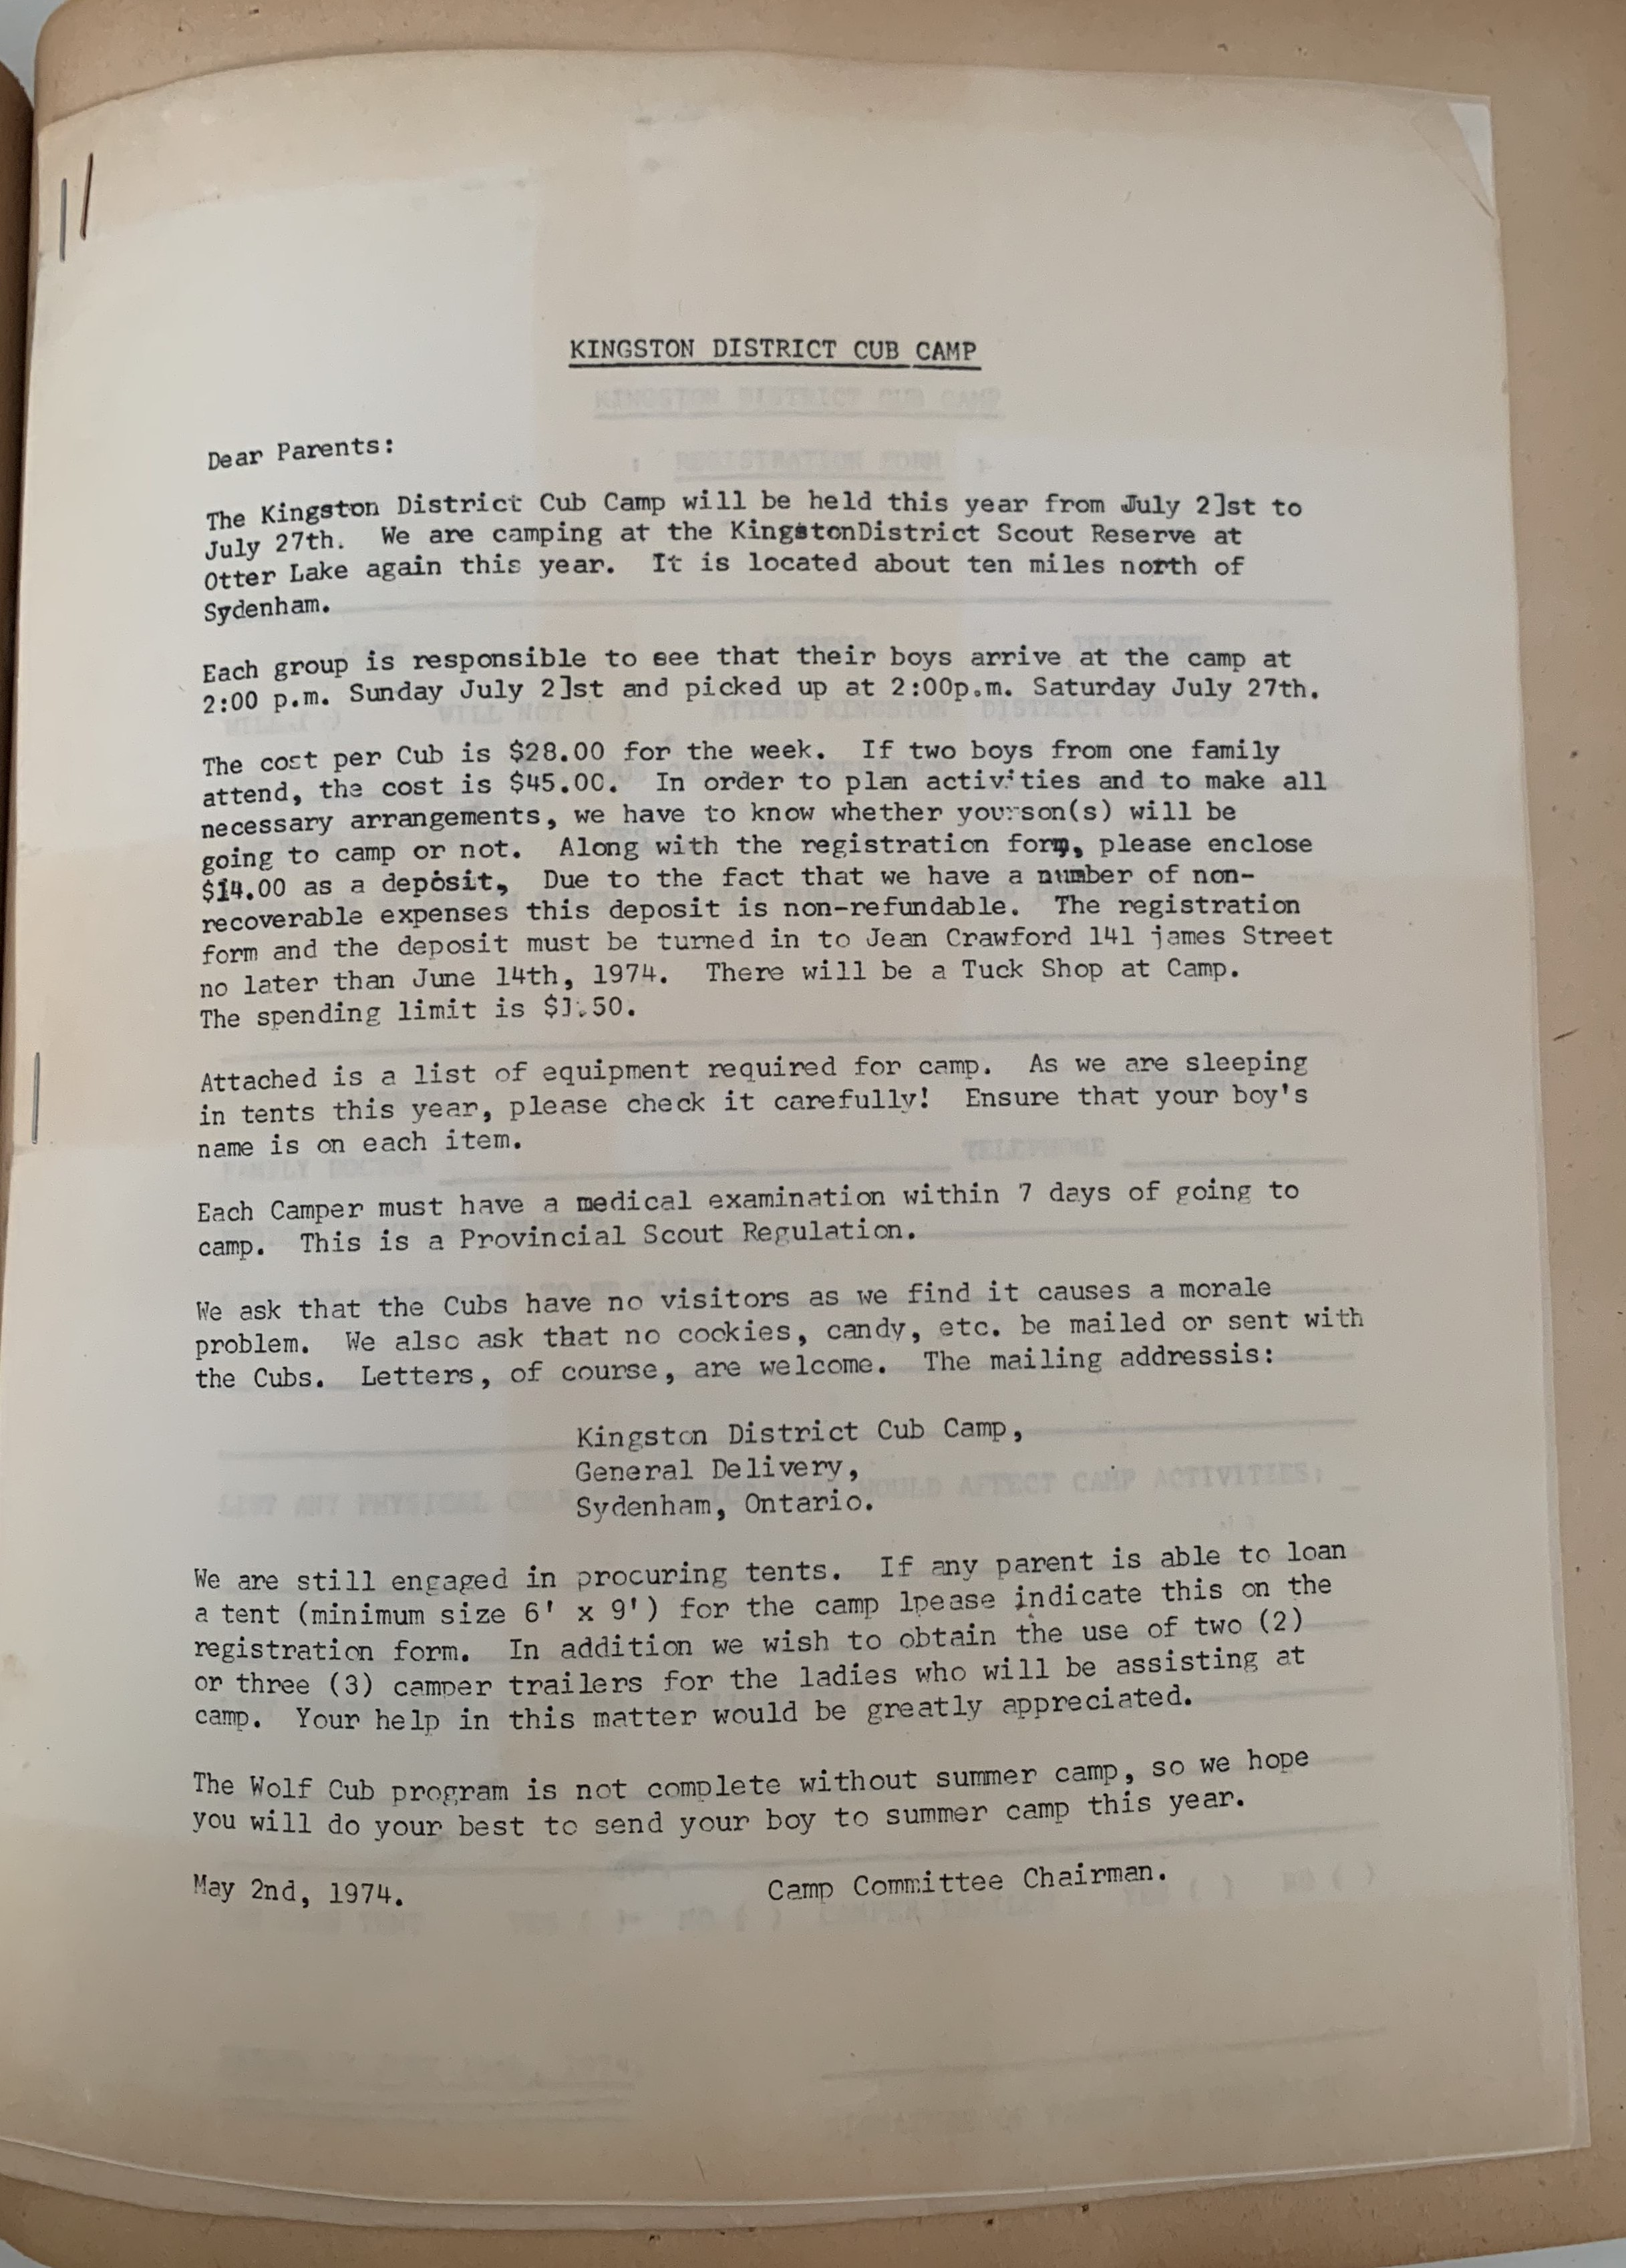 KINGSTON DISTRICT CUB CAMP
Dear Parents:
The Kingston District Cub Camp will be held this year from July 2]st to
July 27th. We are camping at the KingstonDistrict Scout Reserve at
Otter Lake again this year. It is located about ten miles north of
Sydenham.
Each group is responsible to see that their boys arrive at the camp at
2:00 p.m. Sunday July 2]st and picked up at 2:00p.m. Saturday July 27th.
The cost per Cub is $28.00 for the week. If two boys from one family
attend, the cost is $45.00. In order to plan activities and to make all
necessary arrangements, we have to know whether your son(s) will be
going to camp or not. Along with the registration form, please enclose
$14.00 as a deposit, Due to the fact that we have a number of non-
recoverable expenses this deposit is non-refundable. The registration
form and the deposit must be turned in to Jean Crawford 141 james Street
no later than June 14th, 1974. There will be a Tuck Shop at Camp.
The spending limit is $1.50.
Attached is a list of equipment required for camp. As we are sleeping
in tents this year, please check it carefully! Ensure that your boy's
name is on each item.
Each Camper must have a medical examination within 7 days of going to
camp. This is a Provincial Scout Regulation.
We ask that the Cubs have no visitors as we find it causes a morale
problem. We also ask that no cookies, candy, etc. be mailed or sent with
the Cubs. Letters, of course, are welcome. The mailing addressis:
Kingston District Cub Camp,
General Delivery,
Sydenham, Ontario.
We are still engaged in procuring tents. If any parent is able to loan
a tent (minimum size 6' x 9') for the camp lpease indicate this on the
registration form. In addition we wish to obtain the use of two (2)
or three (3) camper trailers for the ladies who will be assisting at
camp. Your help in this matter would be greatly appreciated.
The Wolf Cub program is not complete without summer camp, so we hope
you will do your best to send your boy to summer camp this year.
May 2nd, 1974. Camp Committee Chairman.